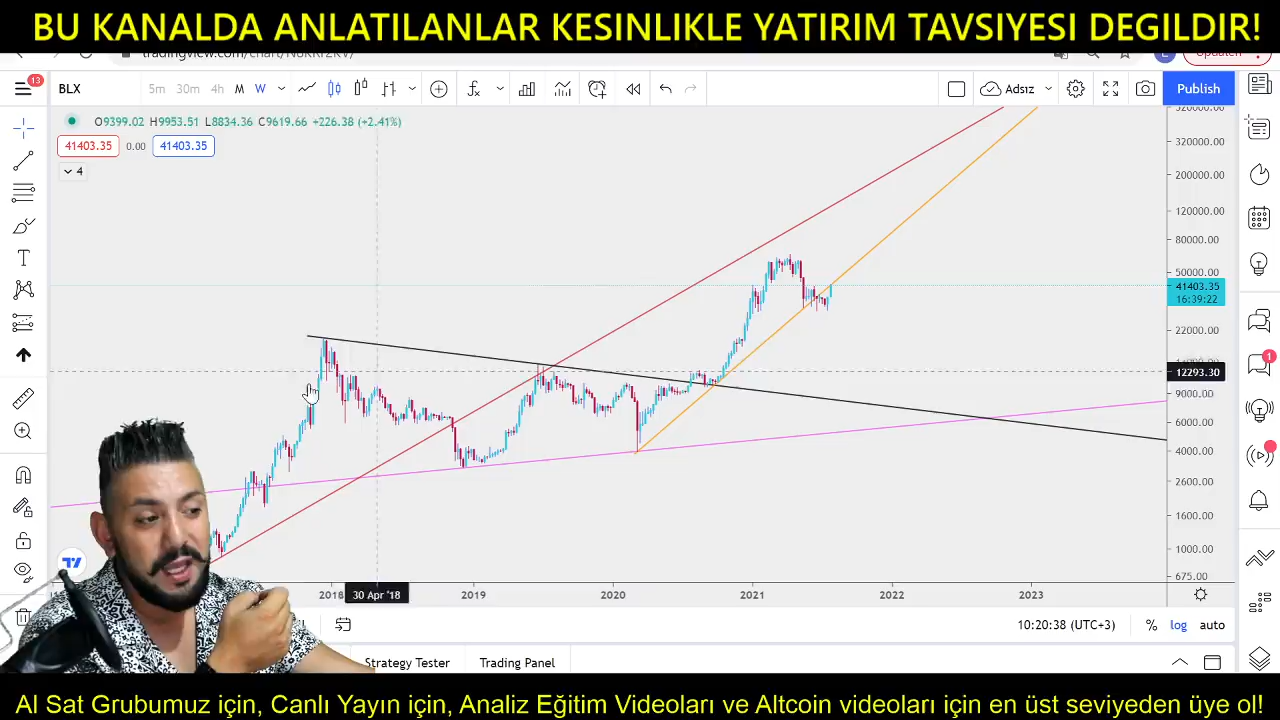 BU KANALDA ANLATILANLAR KESINLIKLE YATIRIM TAVSIYESI DEGILDIR!
13
BLX
5m 30m 4h M W
Adsız
Publish
O9399.02 H9953.51 L8834.36 C9619.66 +226.38 (+2.41%)
41403.35 0.00 41403.35
4
320000.00
200000.00
120000.00
80000.00
50000.00
41403.35
16:39:22
22000.00
12293.30
9000.00
6000.00
4000.00
2600.00
1600.00
1000.00
675.00
1
2018 30 Apr '18 2019 2020 2021 2022 2023
10:20:38 (UTC+3) % log auto
Strategy Tester Trading Panel
Al Sat Grubumuz için, Canlı Yayın için, Analiz Eğitim Videoları ve Altcoin videoları için en üst seviyeden üye ol!